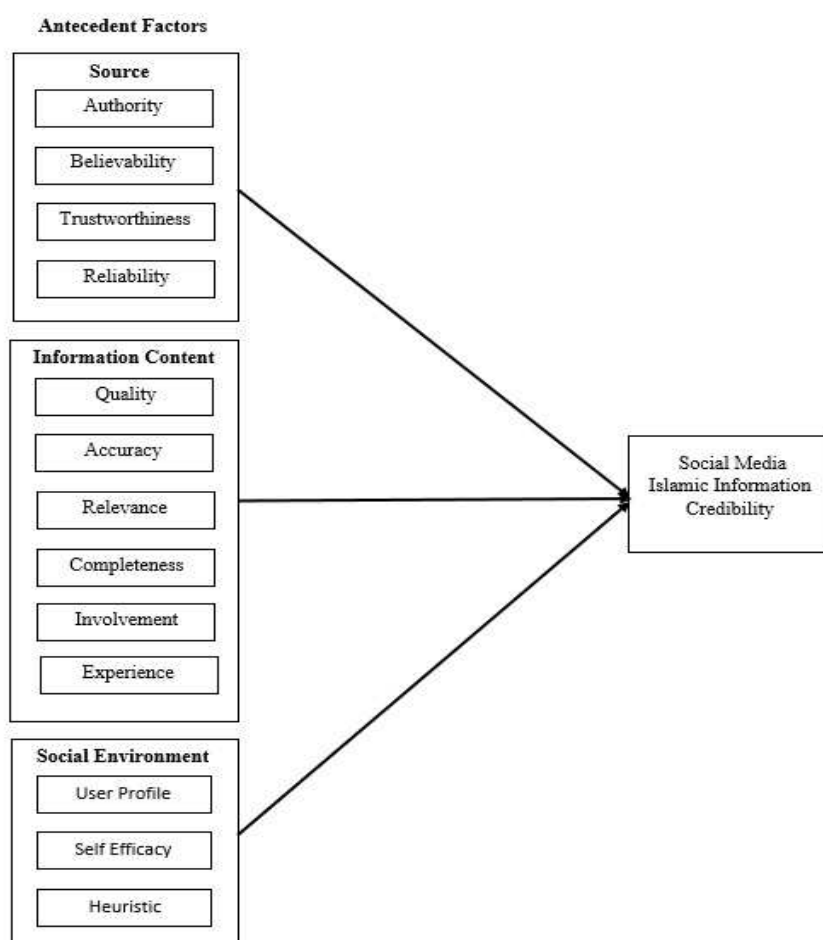 Antecedent Factors
Source
Authority
Believability
Trustworthiness
Reliability
Information Content
Quality
Accuracy
Relevance
Completeness
Involvement
Experience
Social Environment
User Profile
Self Efficacy
Heuristic
Social Media
Islamic Information
Credibility